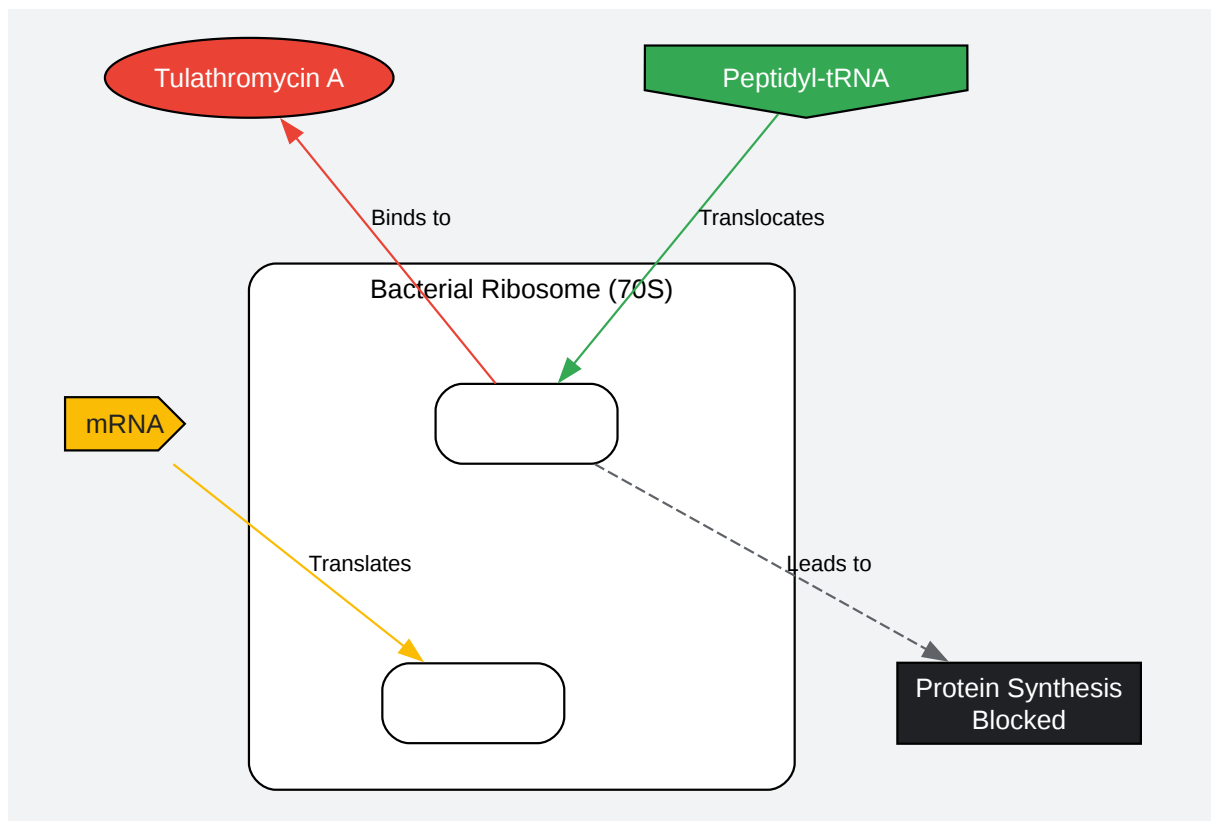 Tulathromycin A
Peptidyl-tRNA
Binds to
Translocates
Bacterial Ribosome (70S)
mRNA
Translates
Leads to
Protein Synthesis
Blocked